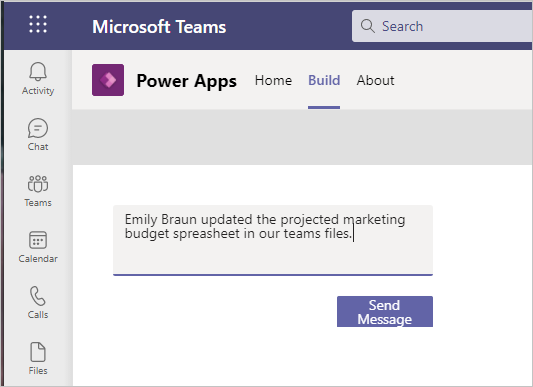 Microsoft Teams
Search
Power Apps Home Build About
Activity
Chat
Teams
Calendar
Calls
Files
Emily Braun updated the projected marketing
budget spreasheet in our teams files.
Send
Message